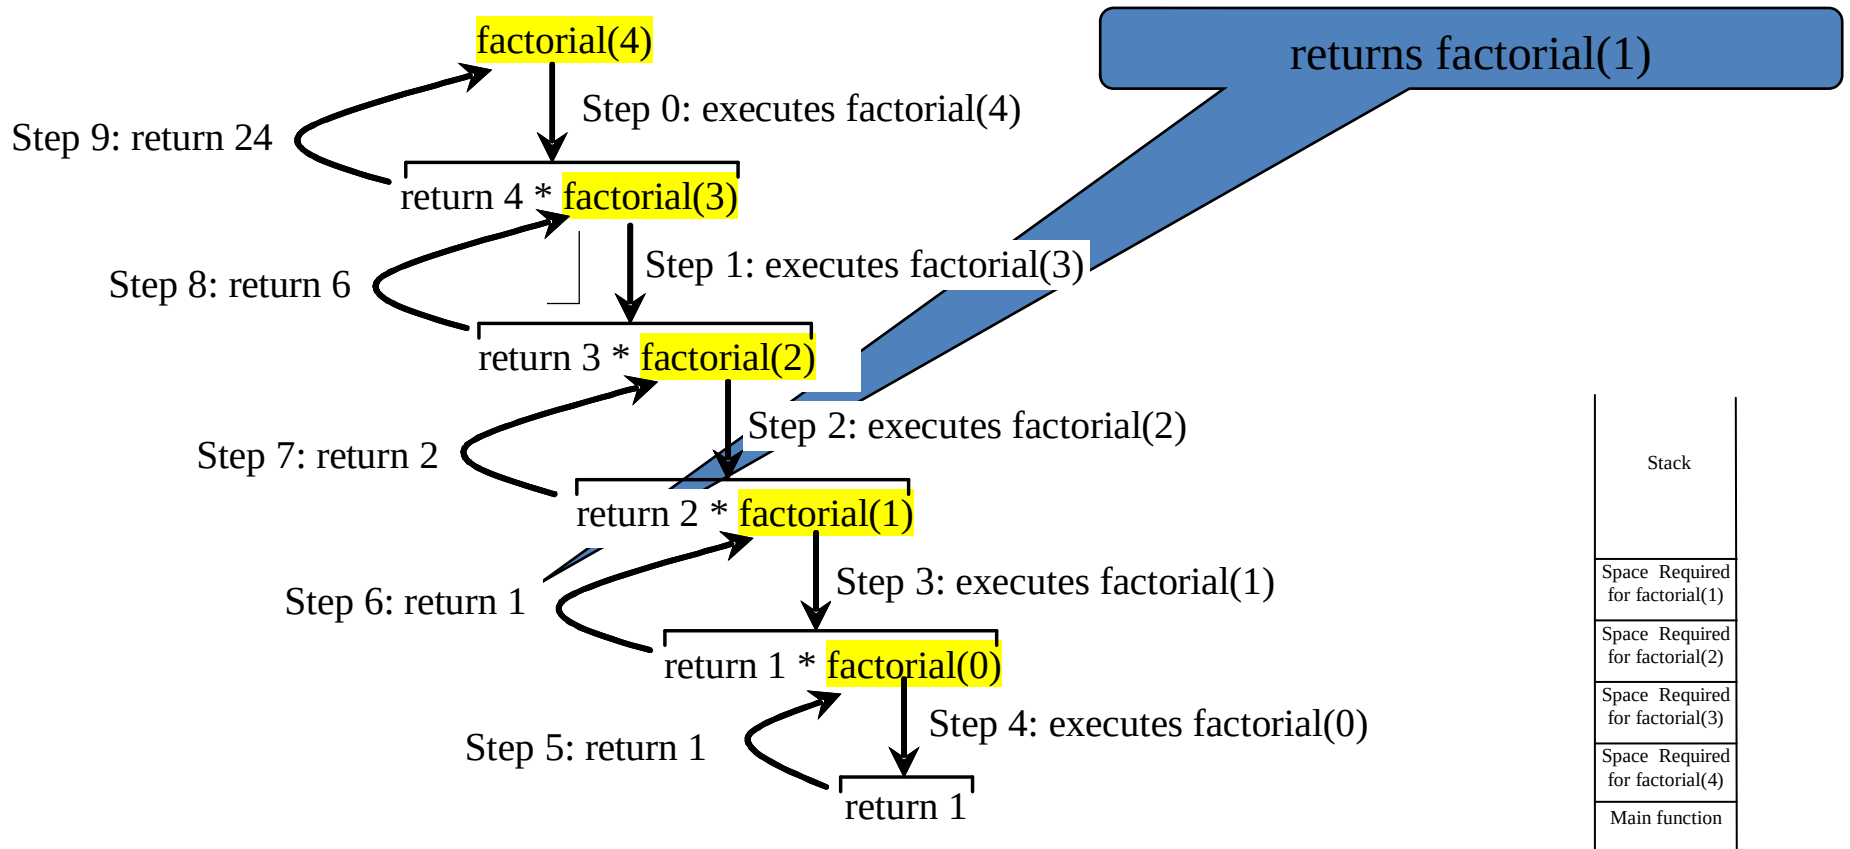 factorial(4)
returns factorial(1)
Step 0: executes factorial(4)
Step 9: return 24
return 4 * factorial(3)
Step 1: executes factorial(3)
Step 8: return 6
return 3 * factorial(2)
Step 2: executes factorial(2)
Step 7: return 2
return 2 * factorial(1)
Step 3: executes factorial(1)
Step 6: return 1
return 1 * factorial(0)
Step 4: executes factorial(0)
Step 5: return 1
return 1
Stack
Space Required
for factorial(1)
Space Required
for factorial(2)
Space Required
for factorial(3)
Space Required
for factorial(4)
Main function